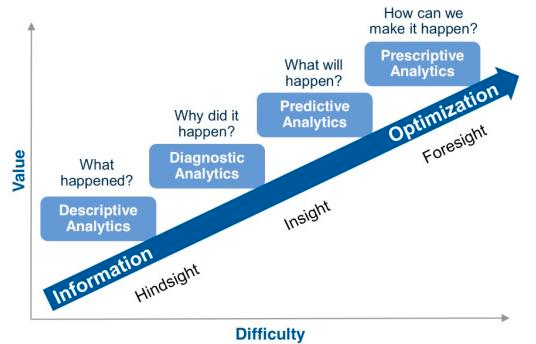 How can we
make it happen?
Prescriptive
Analytics
What will
happen?
Predictive
Analytics
Optimization
Foresight
Why did it
happen?
Diagnostic
Analytics
Insight
What
happened?
Descriptive
Analytics
Information
Hindsight
Value
Difficulty